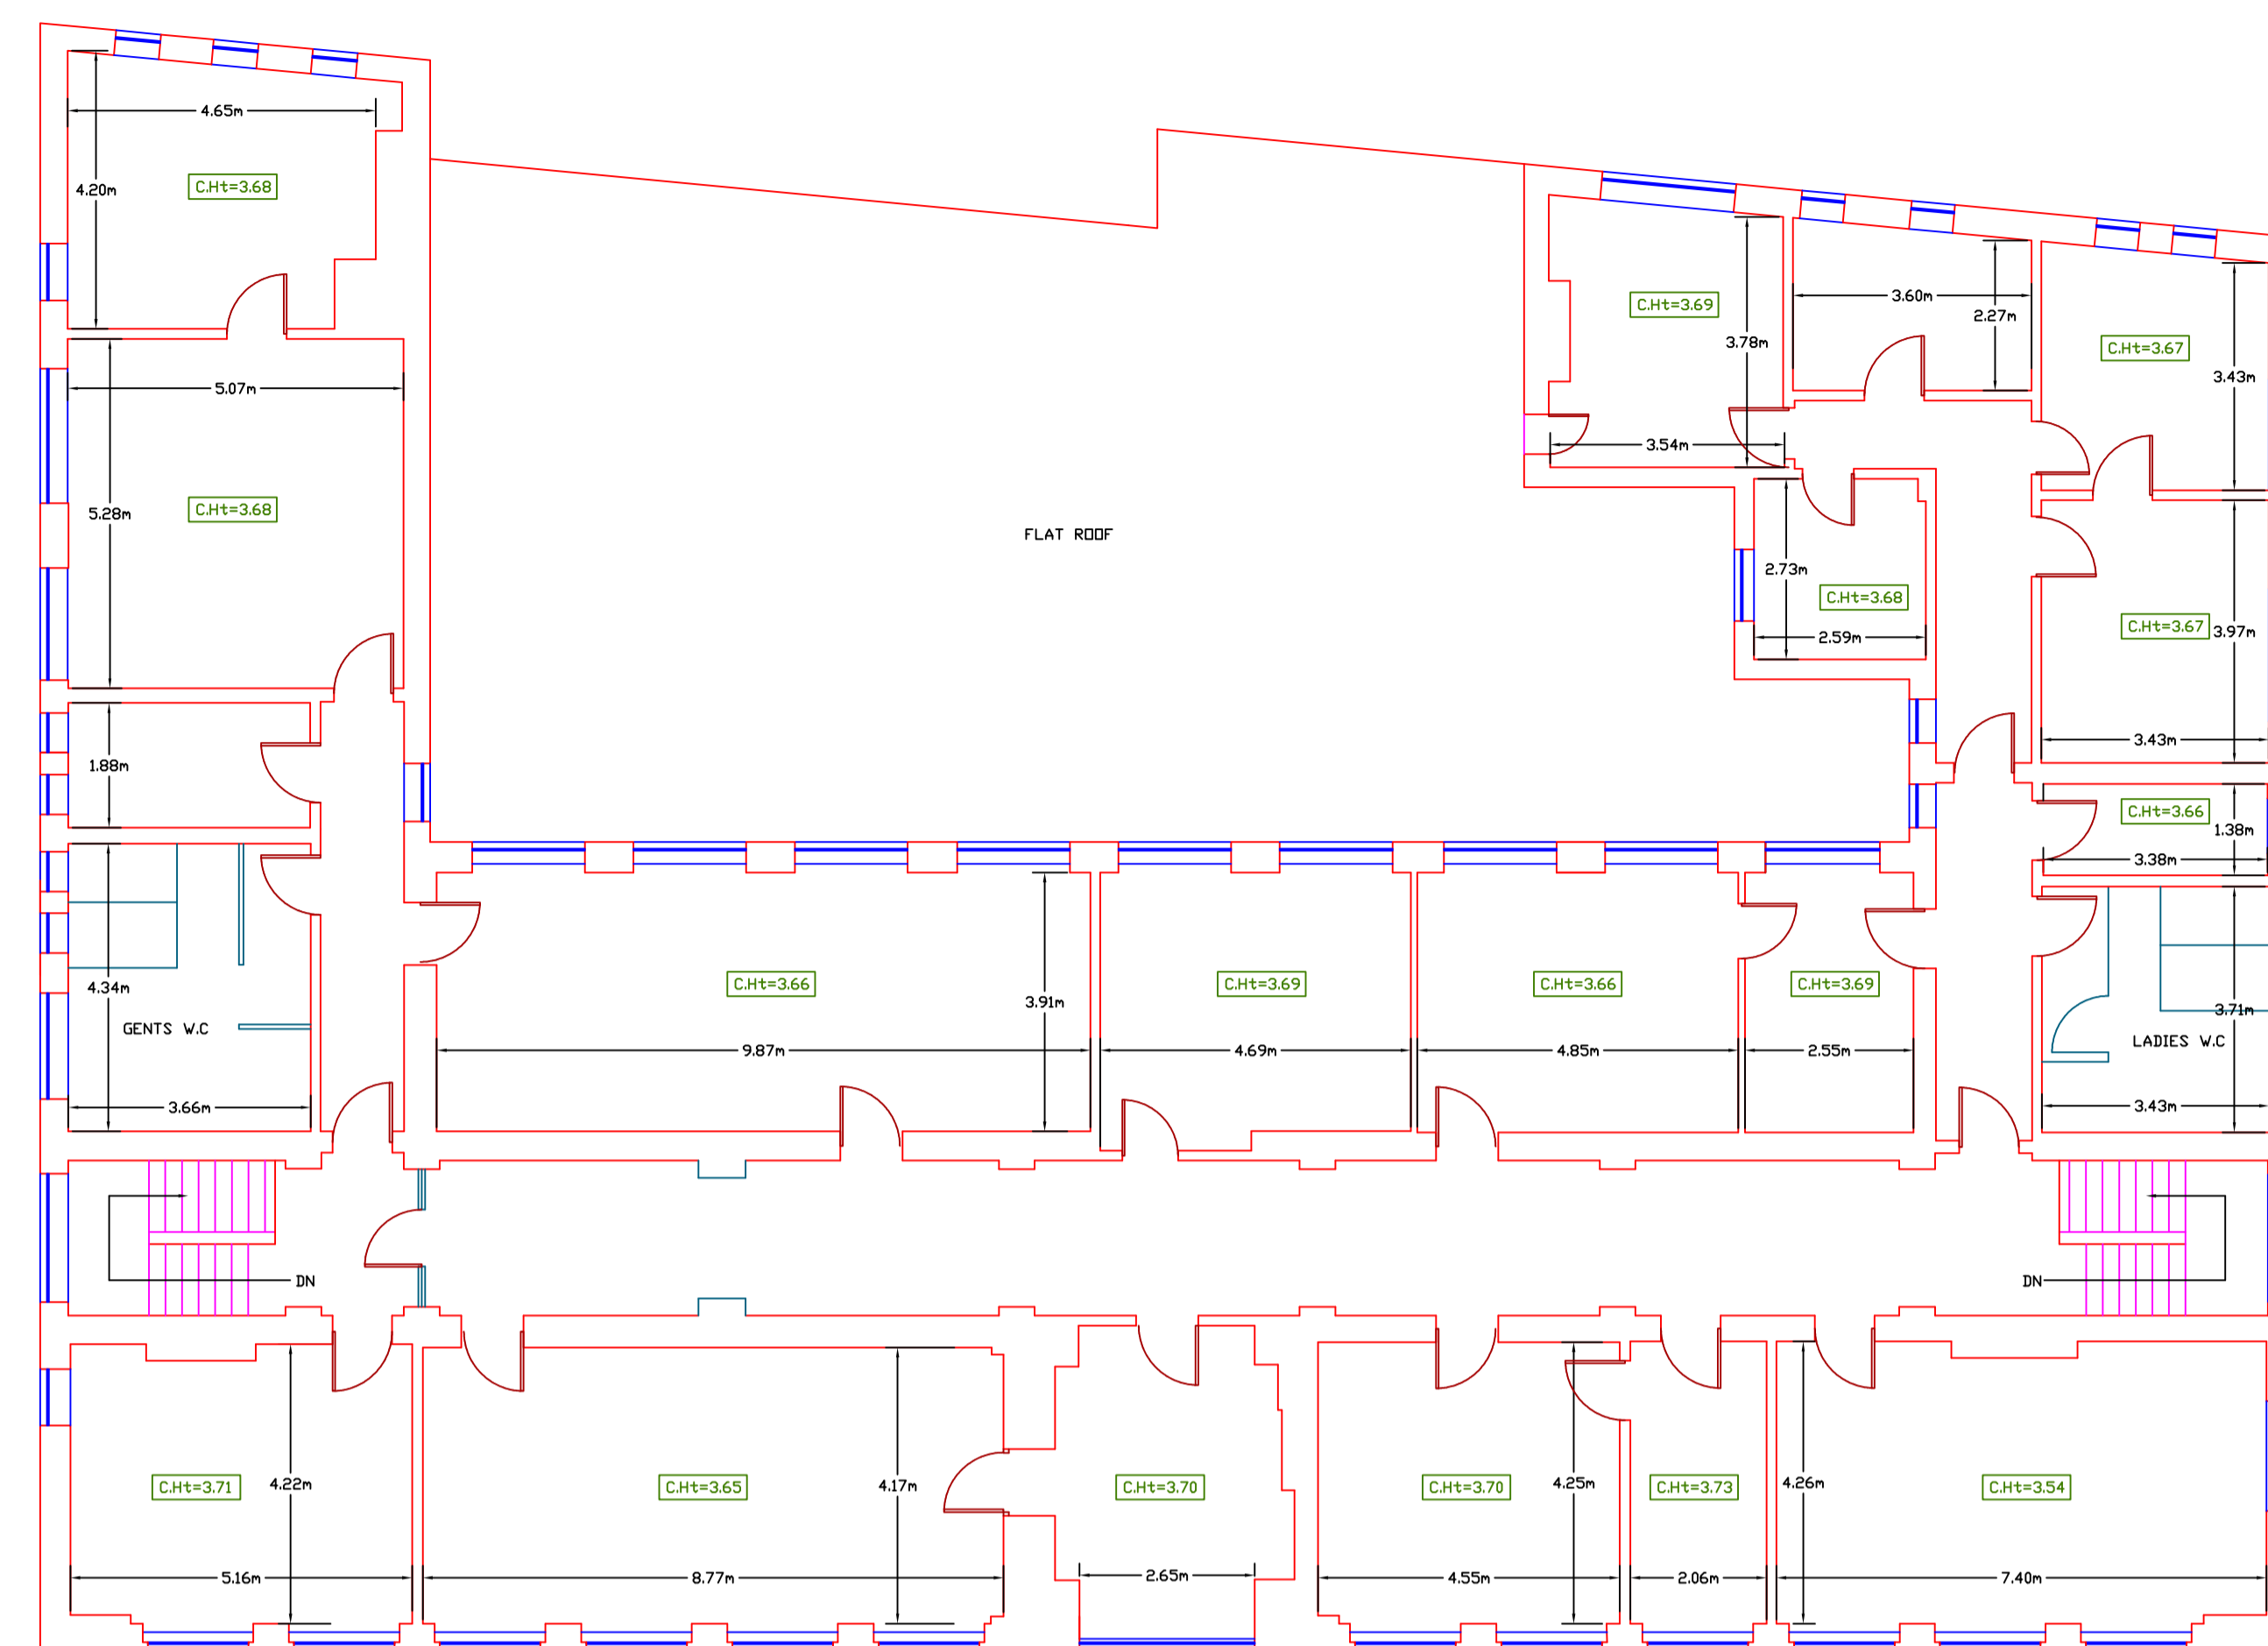 4.65m
C.Ht=3.68
4.20m
C.Ht=3.69
3.60m
2.27m
3.78m
C.Ht=3.67
3.43m
5.07m
3.54m
C.Ht=3.68
5.28m
FLAT ROOF
2.73m
C.Ht=3.68
2.59m
C.Ht=3.67
3.97m
3.43m
1.88m
C.Ht=3.66
1.38m
3.38m
4.34m
GENTS W.C
3.66m
C.Ht=3.66
3.91m
9.87m
C.Ht=3.69
4.69m
C.Ht=3.66
4.85m
C.Ht=3.69
2.55m
3.71m
LADIES W.C
3.43m
DN
DN
C.Ht=3.71
4.22m
5.16m
C.Ht=3.65
4.17m
8.77m
C.Ht=3.70
2.65m
C.Ht=3.70
4.25m
4.55m
C.Ht=3.73
2.06m
4.26m
C.Ht=3.54
7.40m